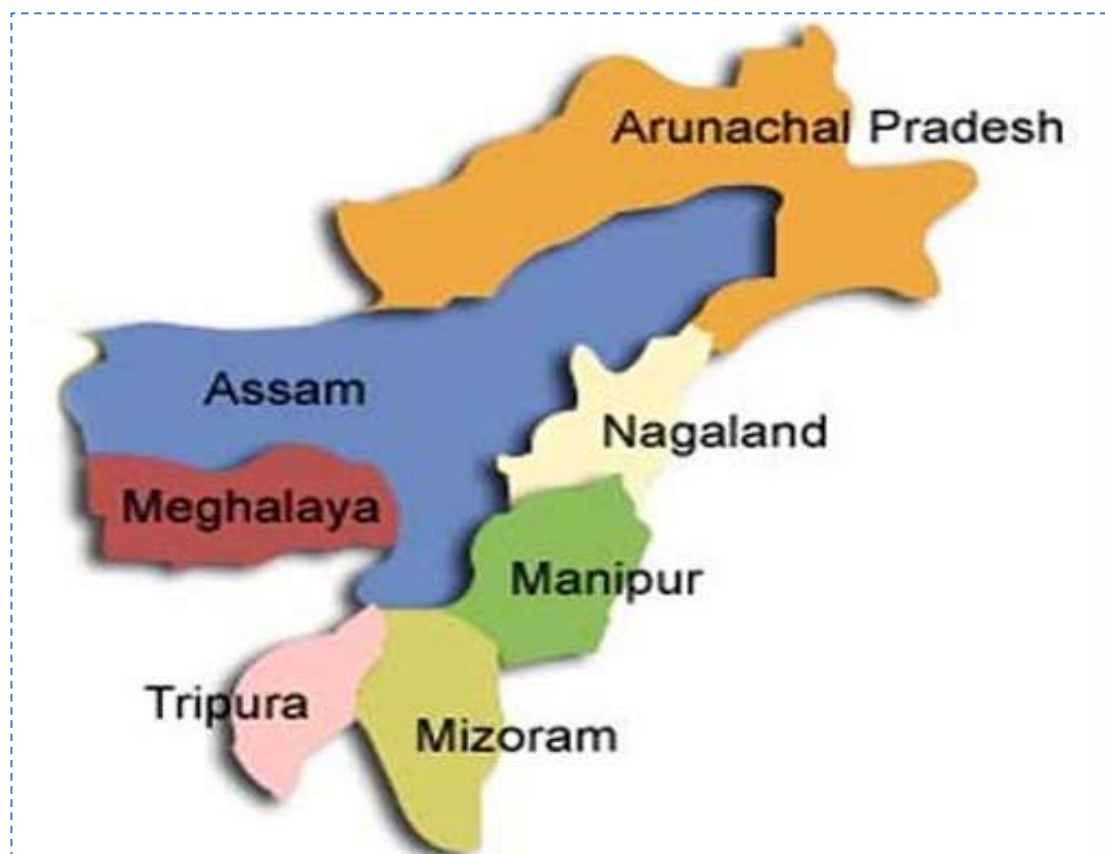 Arunachal Pradesh
Assam
Nagaland
Meghalaya
Manipur
Tripura
Mizoram